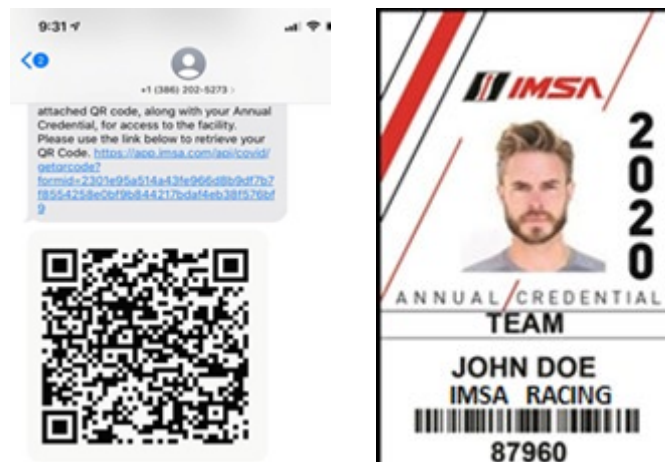 9:31
2
+1 (386) 202-5273 >
attached QR code, along with your Annual
Credential, for access to the facility.
Please use the link below to retrieve your
QR Code. https://app.imsa.com/api/covid/
getqrcode?
formid=2301e95a514a43fe966d8b9df7b7
f8554258e0bf9b844217bdaf4eb38f576bf
9
IMSA
2020
ANNUAL CREDENTIAL
TEAM
JOHN DOE
IMSA RACING
87960